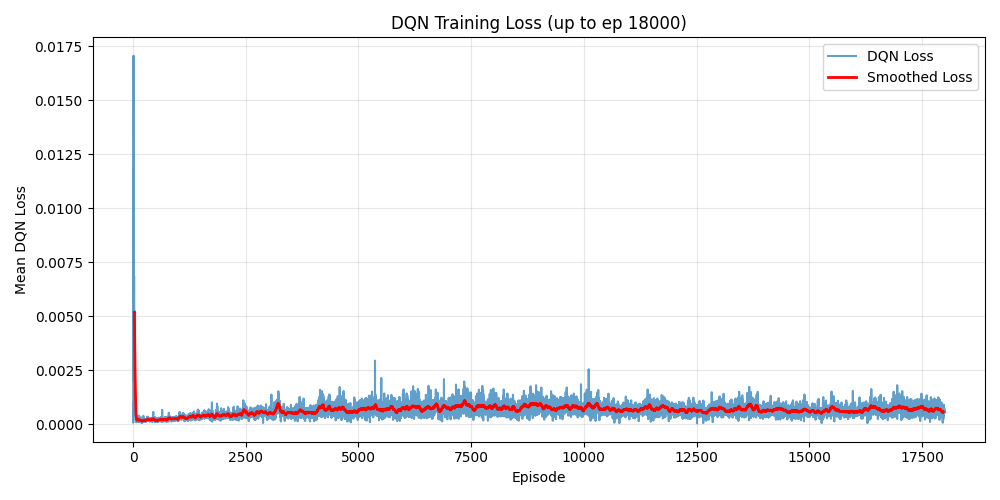 DQN Training Loss (up to ep 18000)
DQN Loss
Smoothed Loss
Mean DQN Loss
0.0175
0.0150
0.0125
0.0100
0.0075
0.0050
0.0025
0.0000
0 2500 5000 7500 10000 12500 15000 17500
Episode